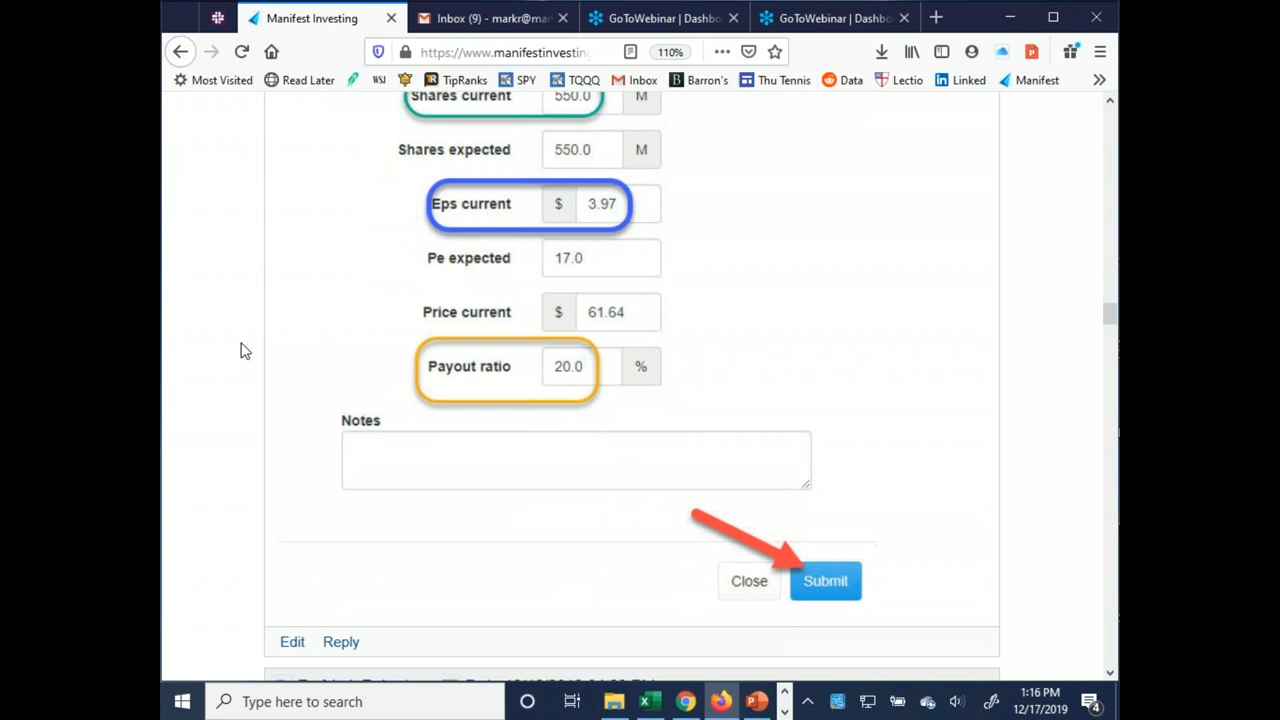 Manifest Investing
Inbox (9) - markr@mar
GoToWebinar | Dashbo
GoToWebinar | Dashbo
https://www.manifestinvesting
110%
Most Visited
Read Later
WSJ
TipRanks
SPY
TQQQ
Inbox
Barron's
Thu Tennis
Data
Lectio
Linked
Manifest
Shares current 550.0 M
Shares expected 550.0 M
Eps current $ 3.97
Pe expected 17.0
Price current $ 61.64
Payout ratio 20.0 %
Notes
Close
Submit
Edit
Reply
Type here to search
1:16 PM
12/17/2019
4